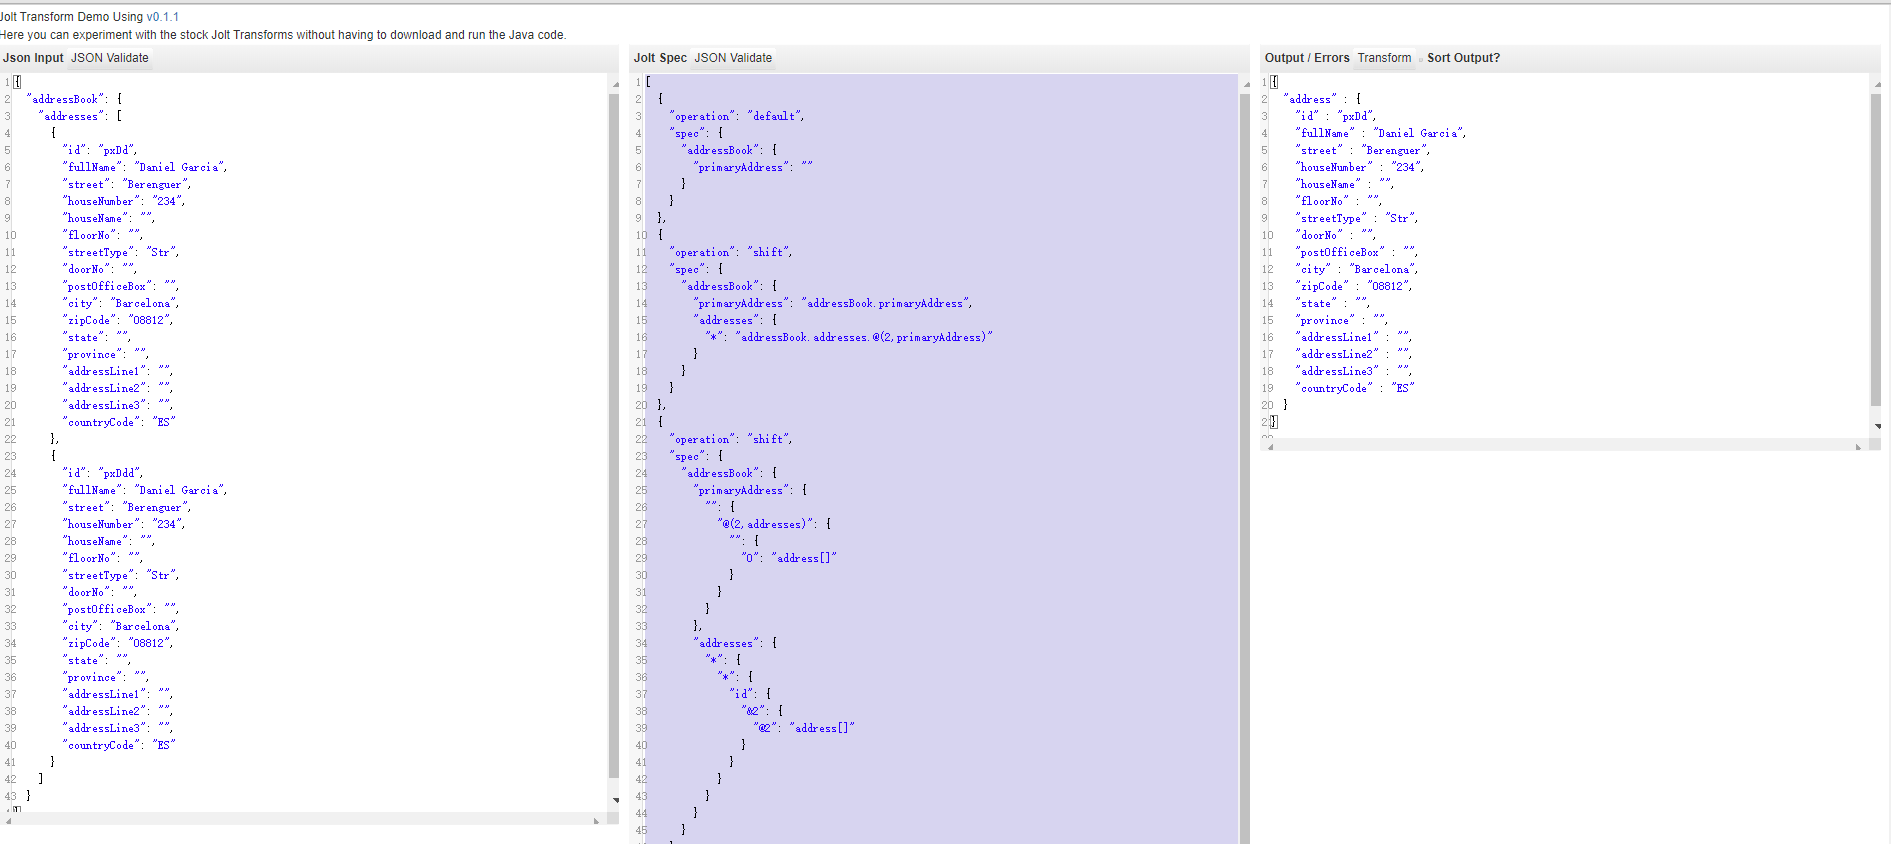 Jolt Transform Demo Using v0.1.1
Here you can experiment with the stock Jolt Transforms without having to download and run the Java code.
Json Input JSON Validate
1 {
2 "addressBook": {
3 "addresses": [
4 {
5 "id": "pxDd",
6 "fullName": "Daniel Garcia",
7 "street": "Berenguer",
8 "houseNumber": "234",
9 "houseName": "",
10 "floorNo": "",
11 "streetType": "Str",
12 "doorNo": "",
13 "postOfficeBox": "",
14 "city": "Barcelona",
15 "zipCode": "08812",
16 "state": "",
17 "province": "",
18 "addressLine1": "",
19 "addressLine2": "",
20 "addressLine3": "",
21 "countryCode": "ES"
22 },
23 {
24 "id": "pxDdd",
25 "fullName": "Daniel Garcia",
26 "street": "Berenguer",
27 "houseNumber": "234",
28 "houseName": "",
29 "floorNo": "",
30 "streetType": "Str",
31 "doorNo": "",
32 "postOfficeBox": "",
33 "city": "Barcelona",
34 "zipCode": "08812",
35 "state": "",
36 "province": "",
37 "addressLine1": "",
38 "addressLine2": "",
39 "addressLine3": "",
40 "countryCode": "ES"
41 }
42 ]
43 }
Jolt Spec JSON Validate
1 [
2 {
3 "operation": "default",
4 "spec": {
5 "addressBook": {
6 "primaryAddress": ""
7 }
8 }
9 },
10 {
11 "operation": "shift",
12 "spec": {
13 "addressBook": {
14 "primaryAddress": "addressBook.primaryAddress",
15 "addresses": {
16 "*": "addressBook.addresses.@(2,primaryAddress)"
17 }
18 }
19 }
20 },
21 {
22 "operation": "shift",
23 "spec": {
24 "addressBook": {
25 "primaryAddress": {
26 "": {
27 "@(2,addresses)": {
28 "": {
29 "0": "address[]"
30 }
31 }
32 }
33 },
34 "addresses": {
35 "*": {
36 "*": {
37 "id": {
38 "&2": {
39 "@2": "address[]"
40 }
41 }
42 }
43 }
44 }
45 }
Output / Errors Transform Sort Output?
1 {
2 "address" : {
3 "id" : "pxDd",
4 "fullName" : "Daniel Garcia",
5 "street" : "Berenguer",
6 "houseNumber" : "234",
7 "houseName" : "",
8 "floorNo" : "",
9 "streetType" : "Str",
10 "doorNo" : "",
11 "postOfficeBox" : "",
12 "city" : "Barcelona",
13 "zipCode" : "08812",
14 "state" : "",
15 "province" : "",
16 "addressLine1" : "",
17 "addressLine2" : "",
18 "addressLine3" : "",
19 "countryCode" : "ES"
20 }
21 }